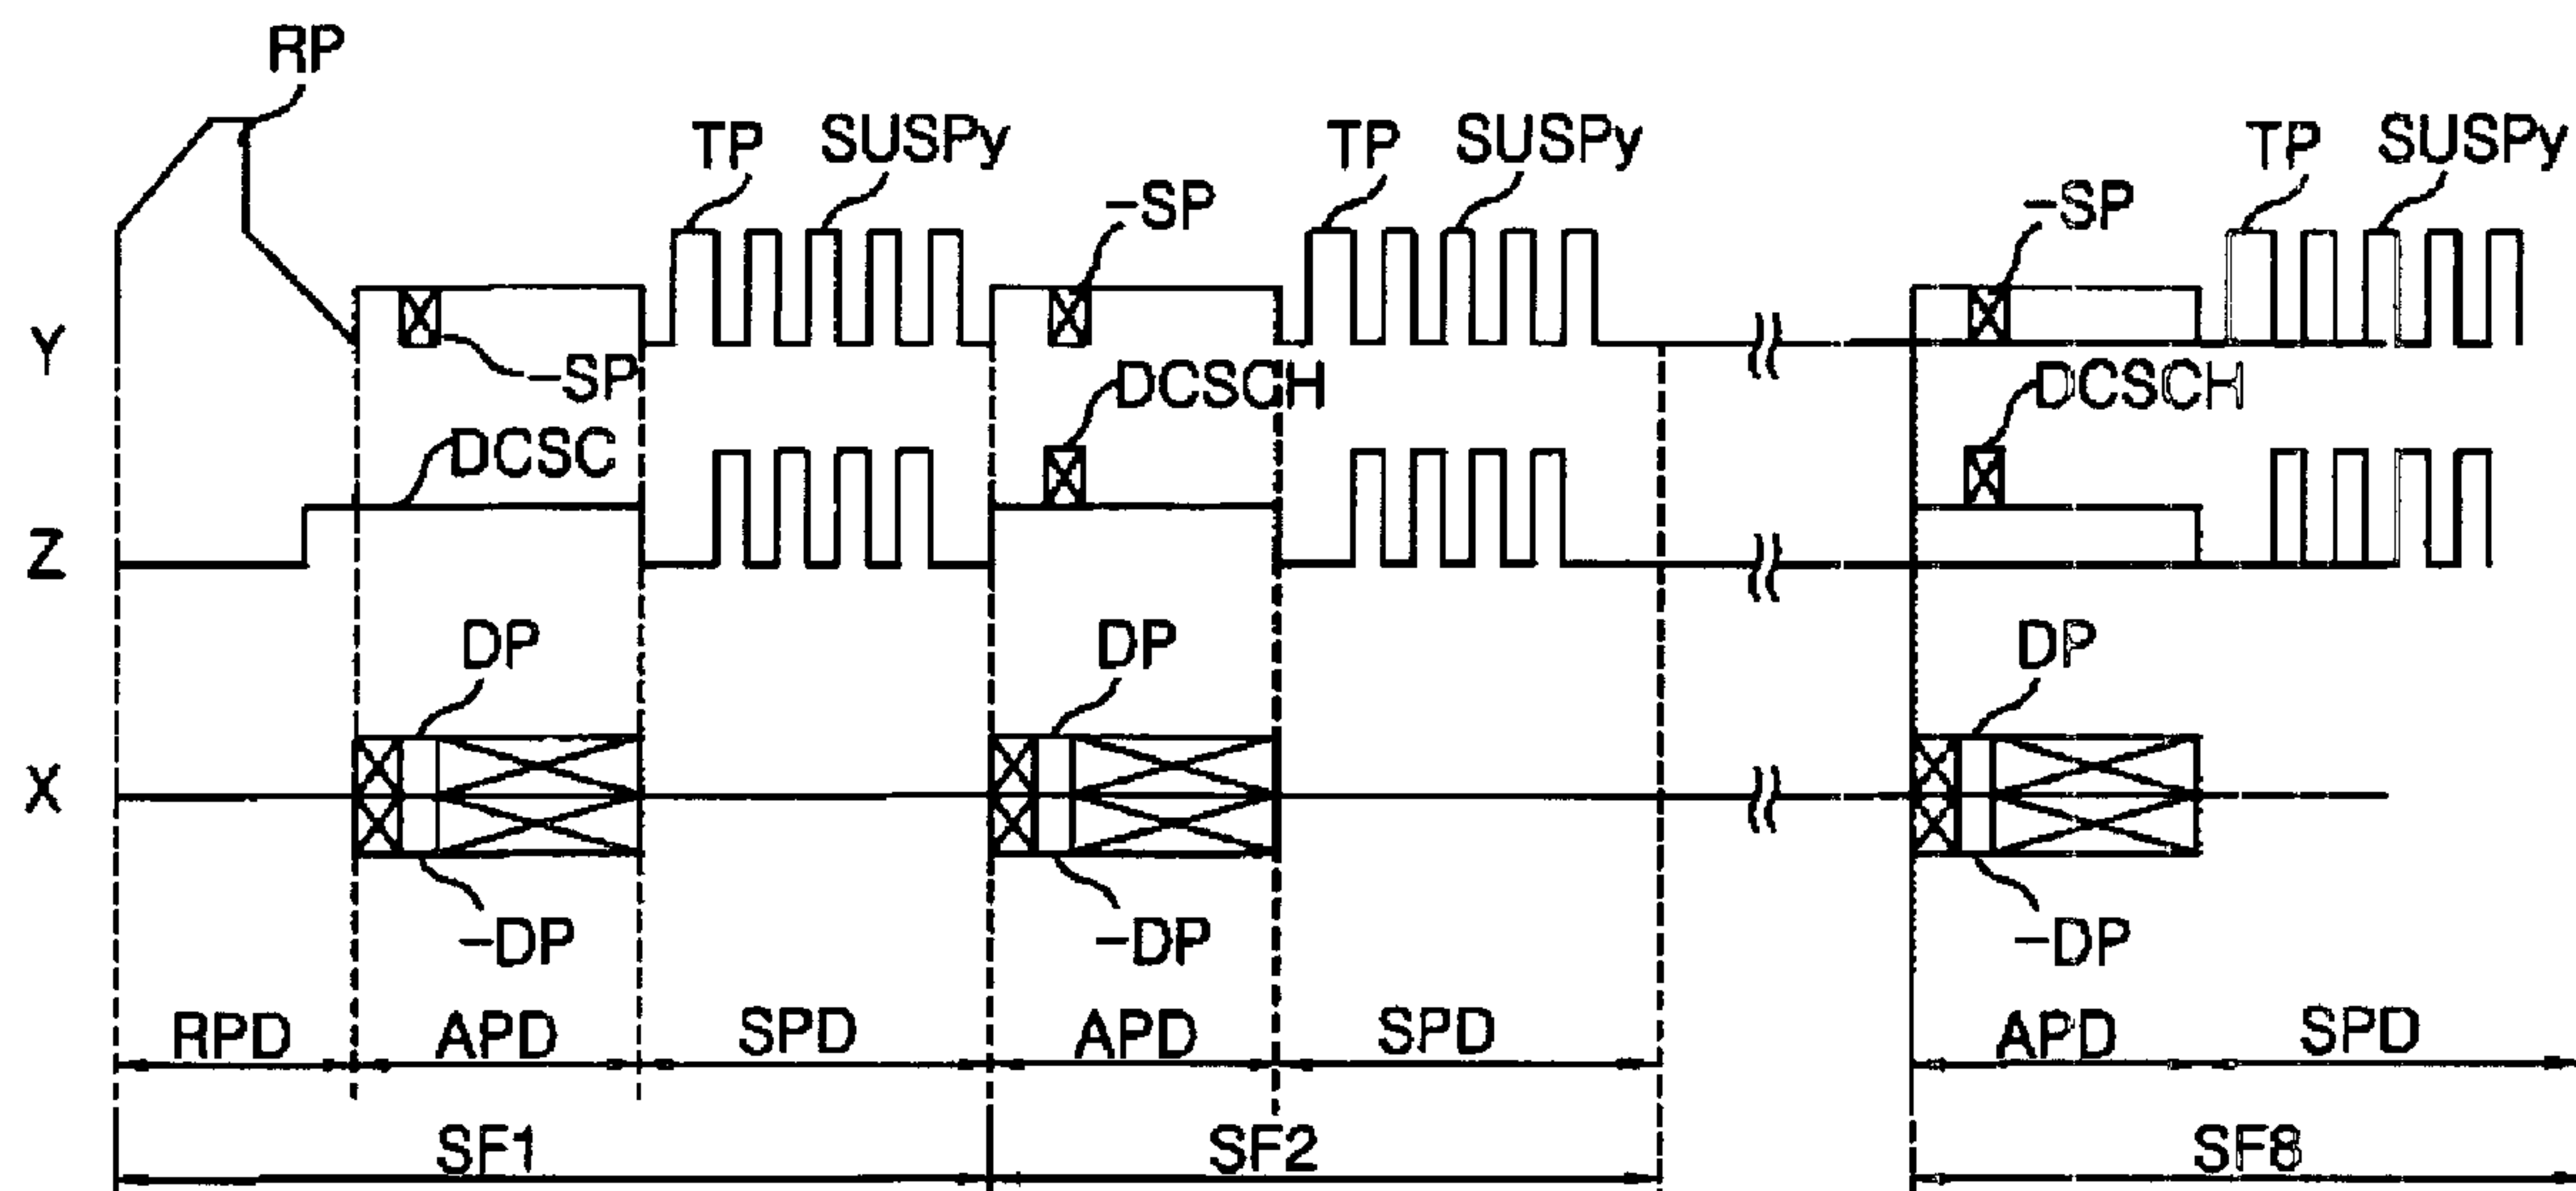 RP
TP SUSPy TP SUSPy TP SUSPy
-SP -SP
Y -SP DCSCH DCSCH
DCSC
Z
DP DP DP
X
-DP -DP -DP
RPD APD SPD APD SPD APD SPD
SF1 SF2 SF8